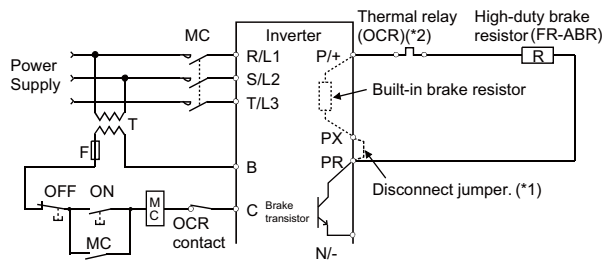 MC
Inverter
Thermal relay
(OCR)(*2)
High-duty brake
resistor (FR-ABR)
Power
Supply
R/L1
S/L2
T/L3
P/+
R
Built-in brake resistor
T
F
PX
PR
B
Disconnect jumper. (*1)
OFF
ON
MC
C
Brake
transistor
OCR
contact
MC
N/-